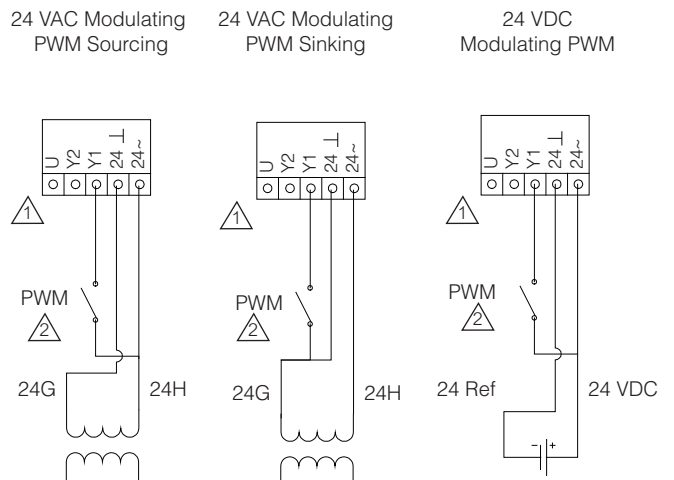 24 VAC Modulating
PWM Sourcing
24 VAC Modulating
PWM Sinking
24 VDC
Modulating PWM
U
Y2
Y1
24 ⊥
24~
1
PWM
2
24G
24H
U
Y2
Y1
24 ⊥
24~
1
PWM
2
24G
24H
U
Y2
Y1
24 ⊥
24~
1
PWM
2
24 Ref
24 VDC
- +